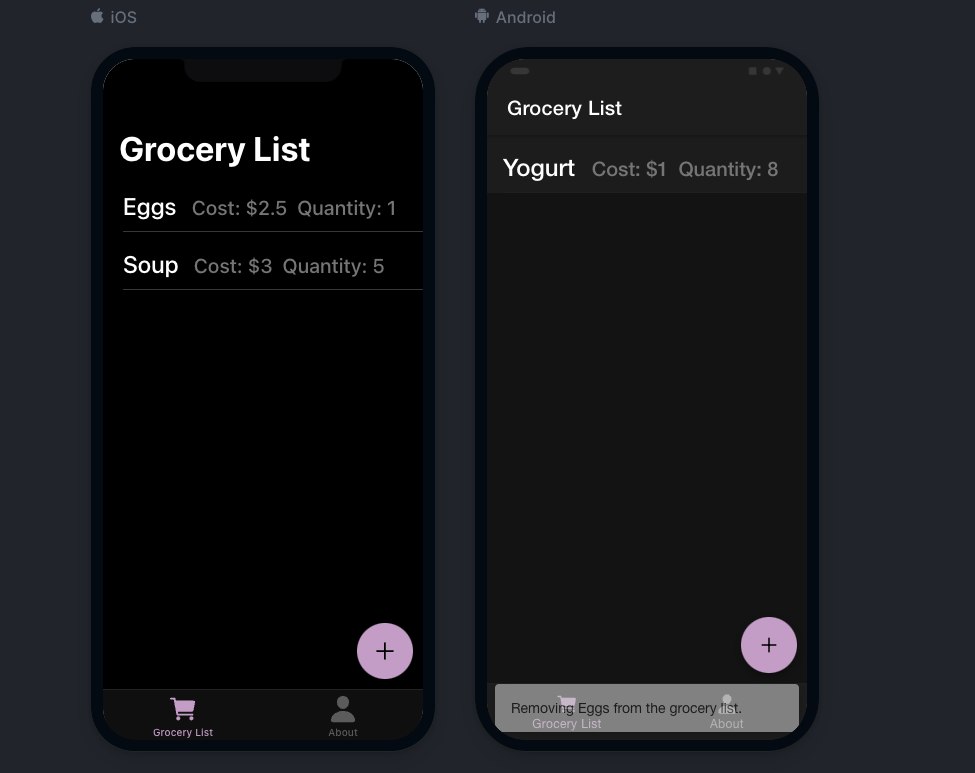 iOS
Grocery List
Eggs Cost: $2.5 Quantity: 1
Soup Cost: $3 Quantity: 5
Grocery List
About
Android
Grocery List
Yogurt Cost: $1 Quantity: 8
Removing Eggs from the grocery list.
Grocery List
About